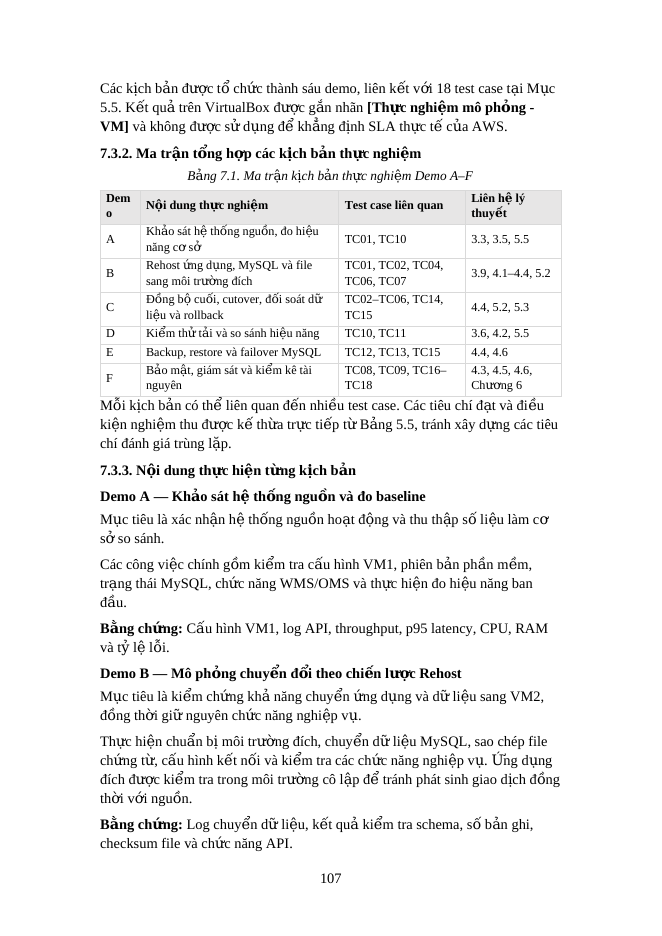 Các kịch bản được tổ chức thành sáu demo, liên kết với 18 test case tại Mục
5.5. Kết quả trên VirtualBox được gắn nhãn [Thực nghiệm mô phỏng -
VM] và không được sử dụng để khẳng định SLA thực tế của AWS.
7.3.2. Ma trận tổng hợp các kịch bản thực nghiệm
Bảng 7.1. Ma trận kịch bản thực nghiệm Demo A–F
Dem
o
Nội dung thực nghiệm
Test case liên quan
Liên hệ lý
thuyết
A
Khảo sát hệ thống nguồn, đo hiệu
năng cơ sở
TC01, TC10
3.3, 3.5, 5.5
B
Rehost ứng dụng, MySQL và file
sang môi trường đích
TC01, TC02, TC04,
TC06, TC07
3.9, 4.1–4.4, 5.2
C
Đồng bộ cuối, cutover, đối soát dữ
liệu và rollback
TC02–TC06, TC14,
TC15
4.4, 5.2, 5.3
D
Kiểm thử tải và so sánh hiệu năng
TC10, TC11
3.6, 4.2, 5.5
E
Backup, restore và failover MySQL
TC12, TC13, TC15
4.4, 4.6
F
Bảo mật, giám sát và kiểm kê tài
nguyên
TC08, TC09, TC16–
TC18
4.3, 4.5, 4.6,
Chương 6
Mỗi kịch bản có thể liên quan đến nhiều test case. Các tiêu chí đạt và điều
kiện nghiệm thu được kế thừa trực tiếp từ Bảng 5.5, tránh xây dựng các tiêu
chí đánh giá trùng lặp.
7.3.3. Nội dung thực hiện từng kịch bản
Demo A — Khảo sát hệ thống nguồn và đo baseline
Mục tiêu là xác nhận hệ thống nguồn hoạt động và thu thập số liệu làm cơ
sở so sánh.
Các công việc chính gồm kiểm tra cấu hình VM1, phiên bản phần mềm,
trạng thái MySQL, chức năng WMS/OMS và thực hiện đo hiệu năng ban
đầu.
Bằng chứng: Cấu hình VM1, log API, throughput, p95 latency, CPU, RAM
và tỷ lệ lỗi.
Demo B — Mô phỏng chuyển đổi theo chiến lược Rehost
Mục tiêu là kiểm chứng khả năng chuyển ứng dụng và dữ liệu sang VM2,
đồng thời giữ nguyên chức năng nghiệp vụ.
Thực hiện chuẩn bị môi trường đích, chuyển dữ liệu MySQL, sao chép file
chứng từ, cấu hình kết nối và kiểm tra các chức năng nghiệp vụ. Ứng dụng
đích được kiểm tra trong môi trường cô lập để tránh phát sinh giao dịch đồng
thời với nguồn.
Bằng chứng: Log chuyển dữ liệu, kết quả kiểm tra schema, số bản ghi,
checksum file và chức năng API.
107